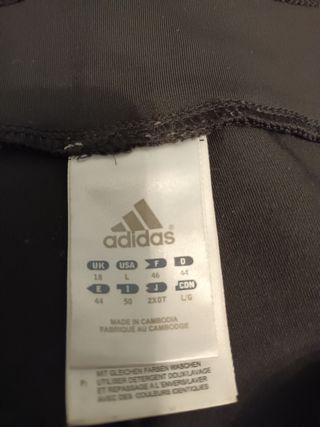 adidas
UK USA F D
18 L 46 44
E I J CDN
44 50 2XOT L/G
MADE IN CAMBODIA
FABRIQUÉ AU CAMBODGE
MIT GLEICHEN FARBEN WASCHEN
F) UTILISER DETERGENT DOUX/LAVAGE
ET REPASSAGE A L'ENVERS/LAVER
AVEC DES COULEURS IDENTIQUES